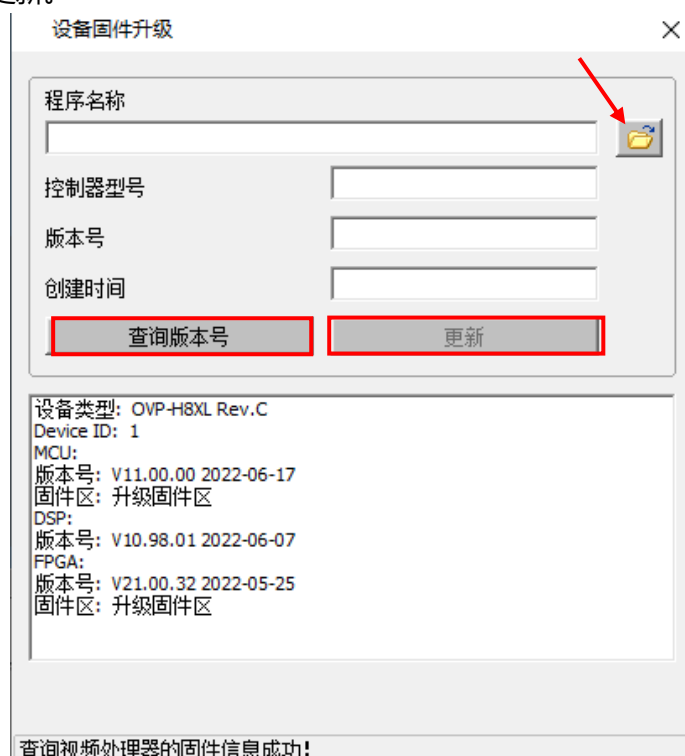 设备固件升级
程序名称
控制器型号
版本号
创建时间
查询版本号
更新
设备类型: OVP-H8XL Rev.C
Device ID: 1
MCU:
版本号: V11.00.00 2022-06-17
固件区: 升级固件区
DSP:
版本号: V10.98.01 2022-06-07
FPGA:
版本号: V21.00.32 2022-05-25
固件区: 升级固件区
查询视频处理器的固件信息成功!